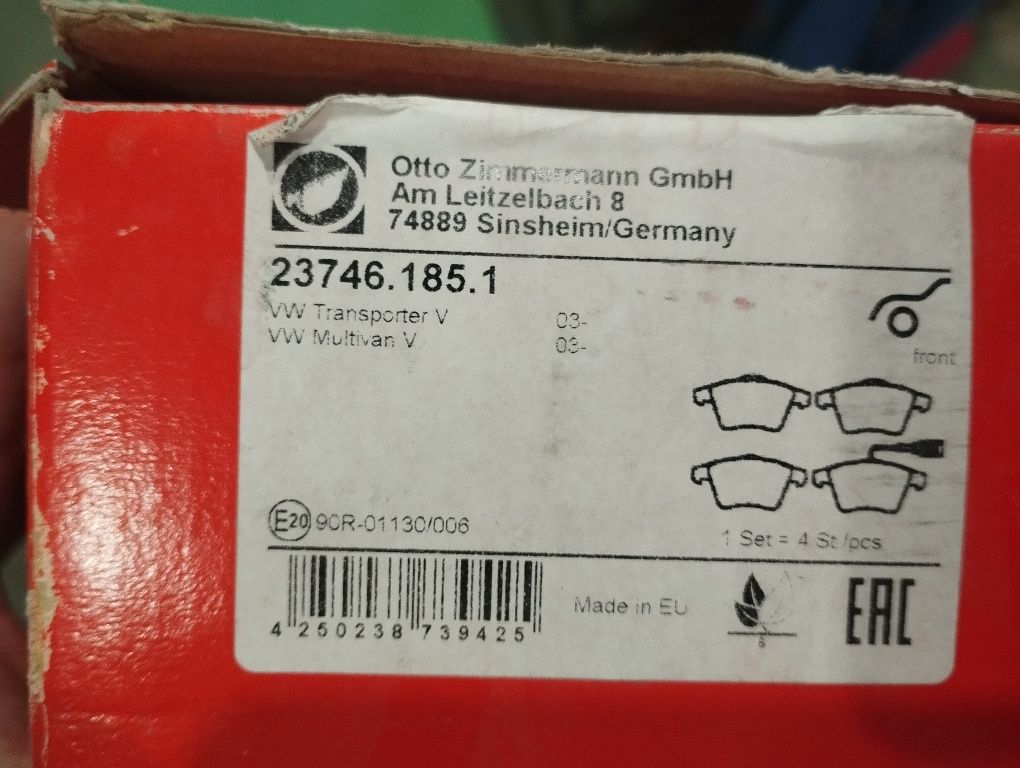 Otto Zimmermann GmbH
Am Leitzelbach 8
74889 Sinsheim/Germany
23746.185.1
VW Transporter V 03-
VW Multivan V 03-
front
E20 90R-01130/006
1 Set = 4 St./pcs
4 250238 739425
Made in EU
EAC